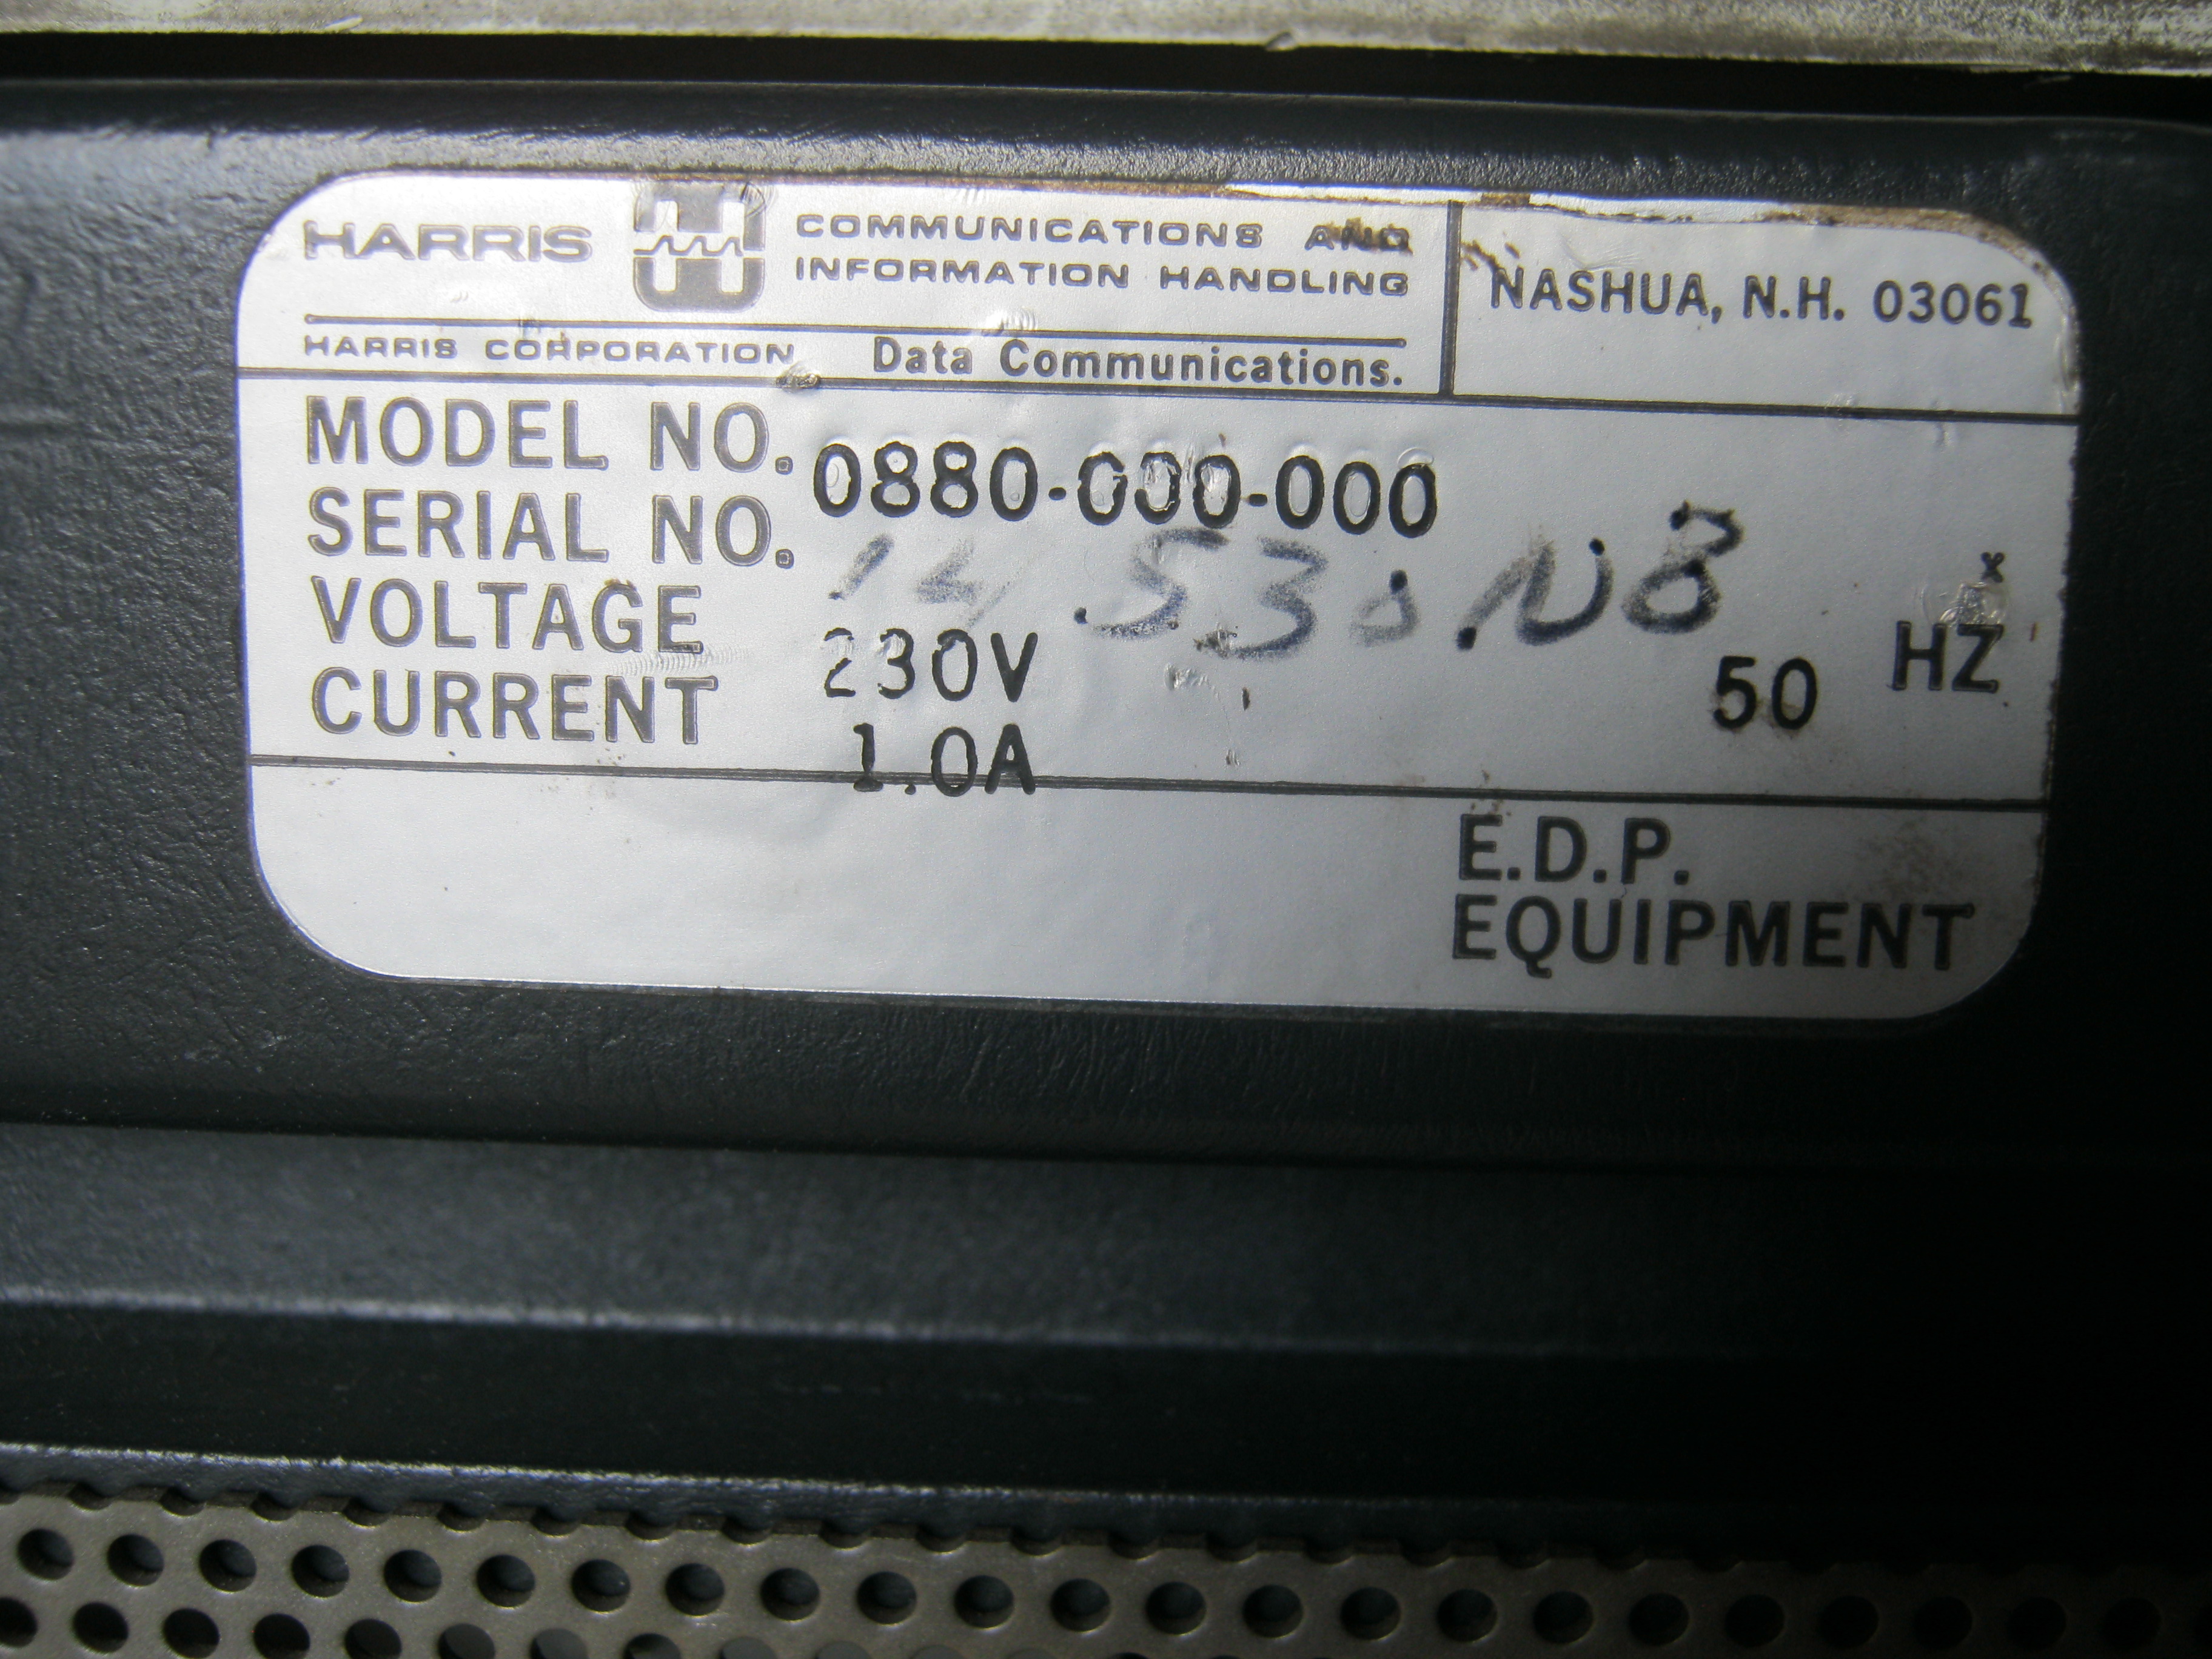 HARRIS
COMMUNICATIONS AND
INFORMATION HANDLING
NASHUA, N.H. 03061
HARRIS CORPORATION Data Communications.
MODEL NO. 0880-000-000
SERIAL NO.
VOLTAGE 230V 50 HZ
CURRENT 1.0A
E.D.P.
EQUIPMENT